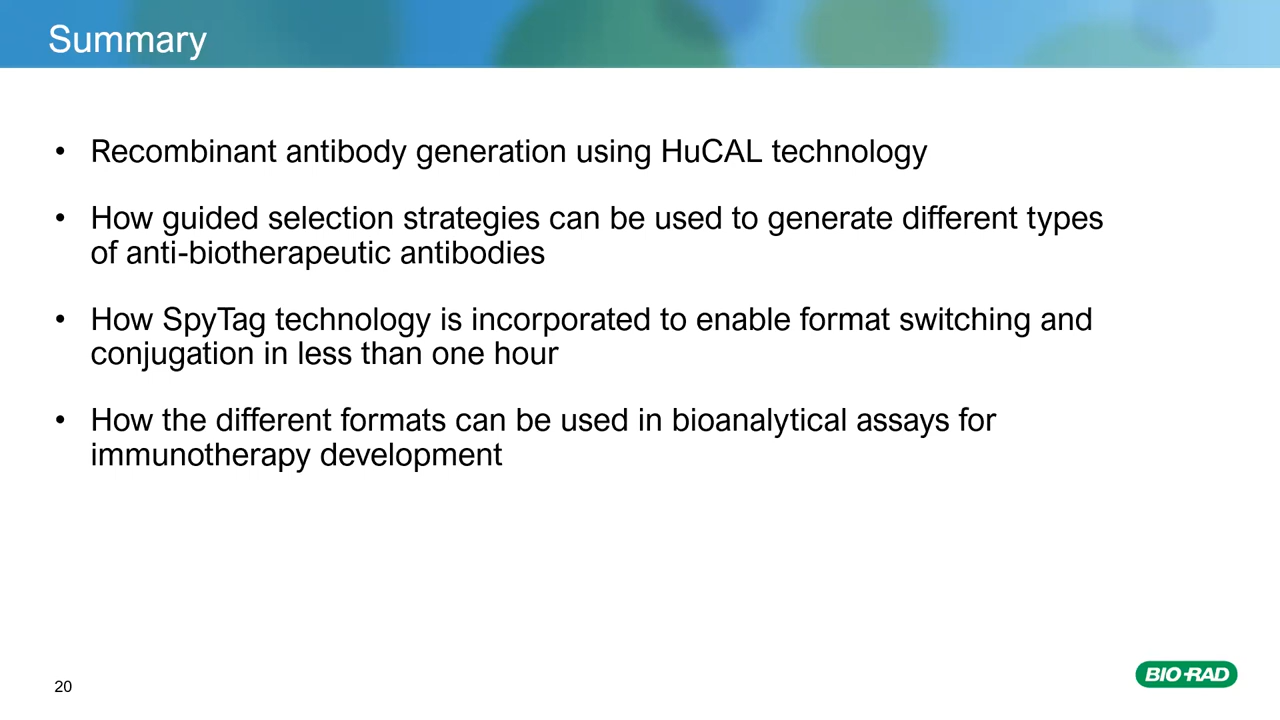 Summary
• Recombinant antibody generation using HuCAL technology
• How guided selection strategies can be used to generate different types
of anti-biotherapeutic antibodies
• How SpyTag technology is incorporated to enable format switching and
conjugation in less than one hour
• How the different formats can be used in bioanalytical assays for
immunotherapy development
20
BIO-RAD